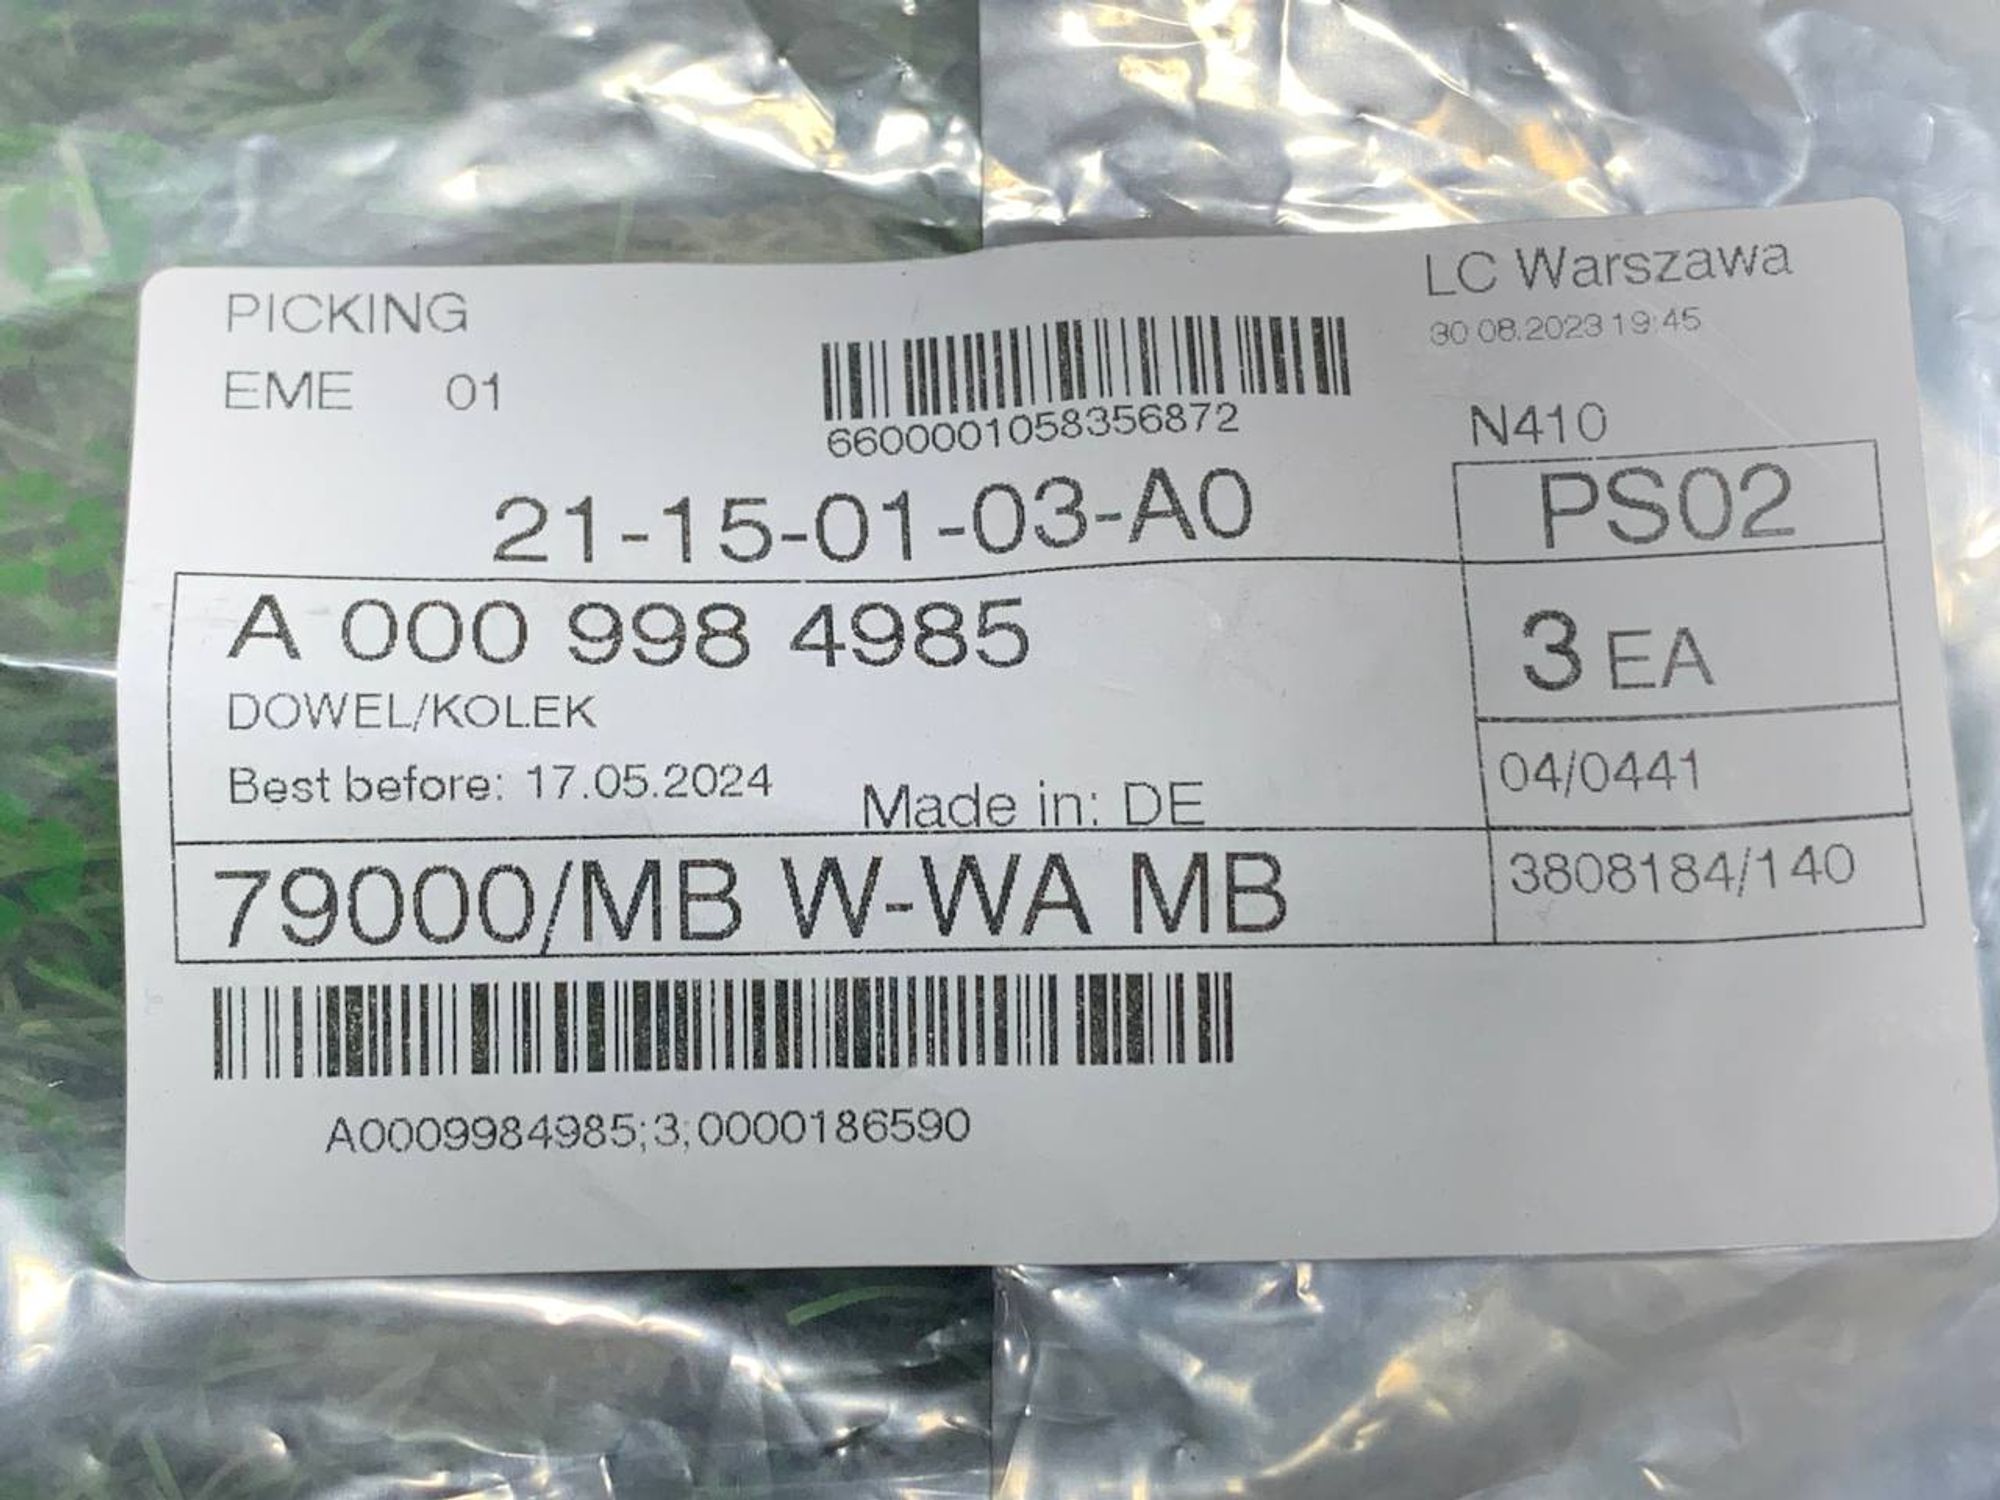 PICKING
LC Warszawa
30 08.2023 19:45
EME 01
6600001058356872
N410
21-15-01-03-A0
PS02
A 000 998 4985
3 EA
DOWEL/KOLEK
Best before: 17.05.2024
Made in: DE
04/0441
79000/MB W-WA MB
3808184/140
A0009984985;3;0000186590